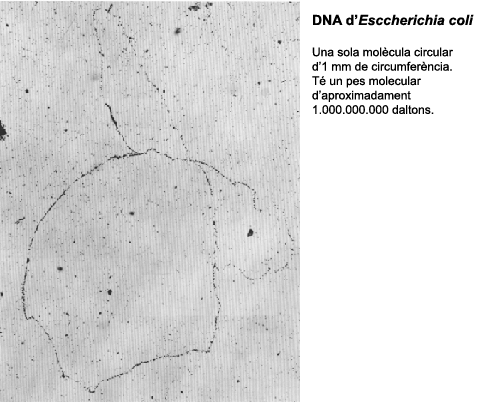 DNA d'Esccherichia coli
Una sola molècula circular
d'1 mm de circumferència.
Té un pes molecular
d'aproximadament
1.000.000.000 daltons.